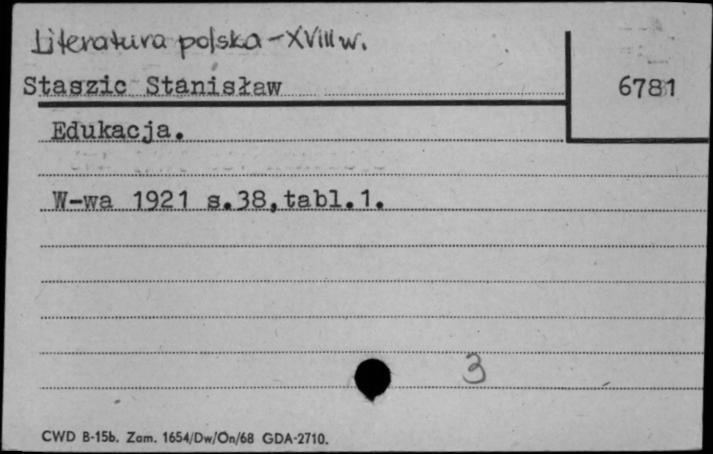 Literatura polska - XVIII w.
Staszic Stanisław
6781
Edukacja.
W-wa 1921 s.38,tabl.1.
3
CWD B-15b. Zam. 1654/Dw/On/68 GDA-2710.